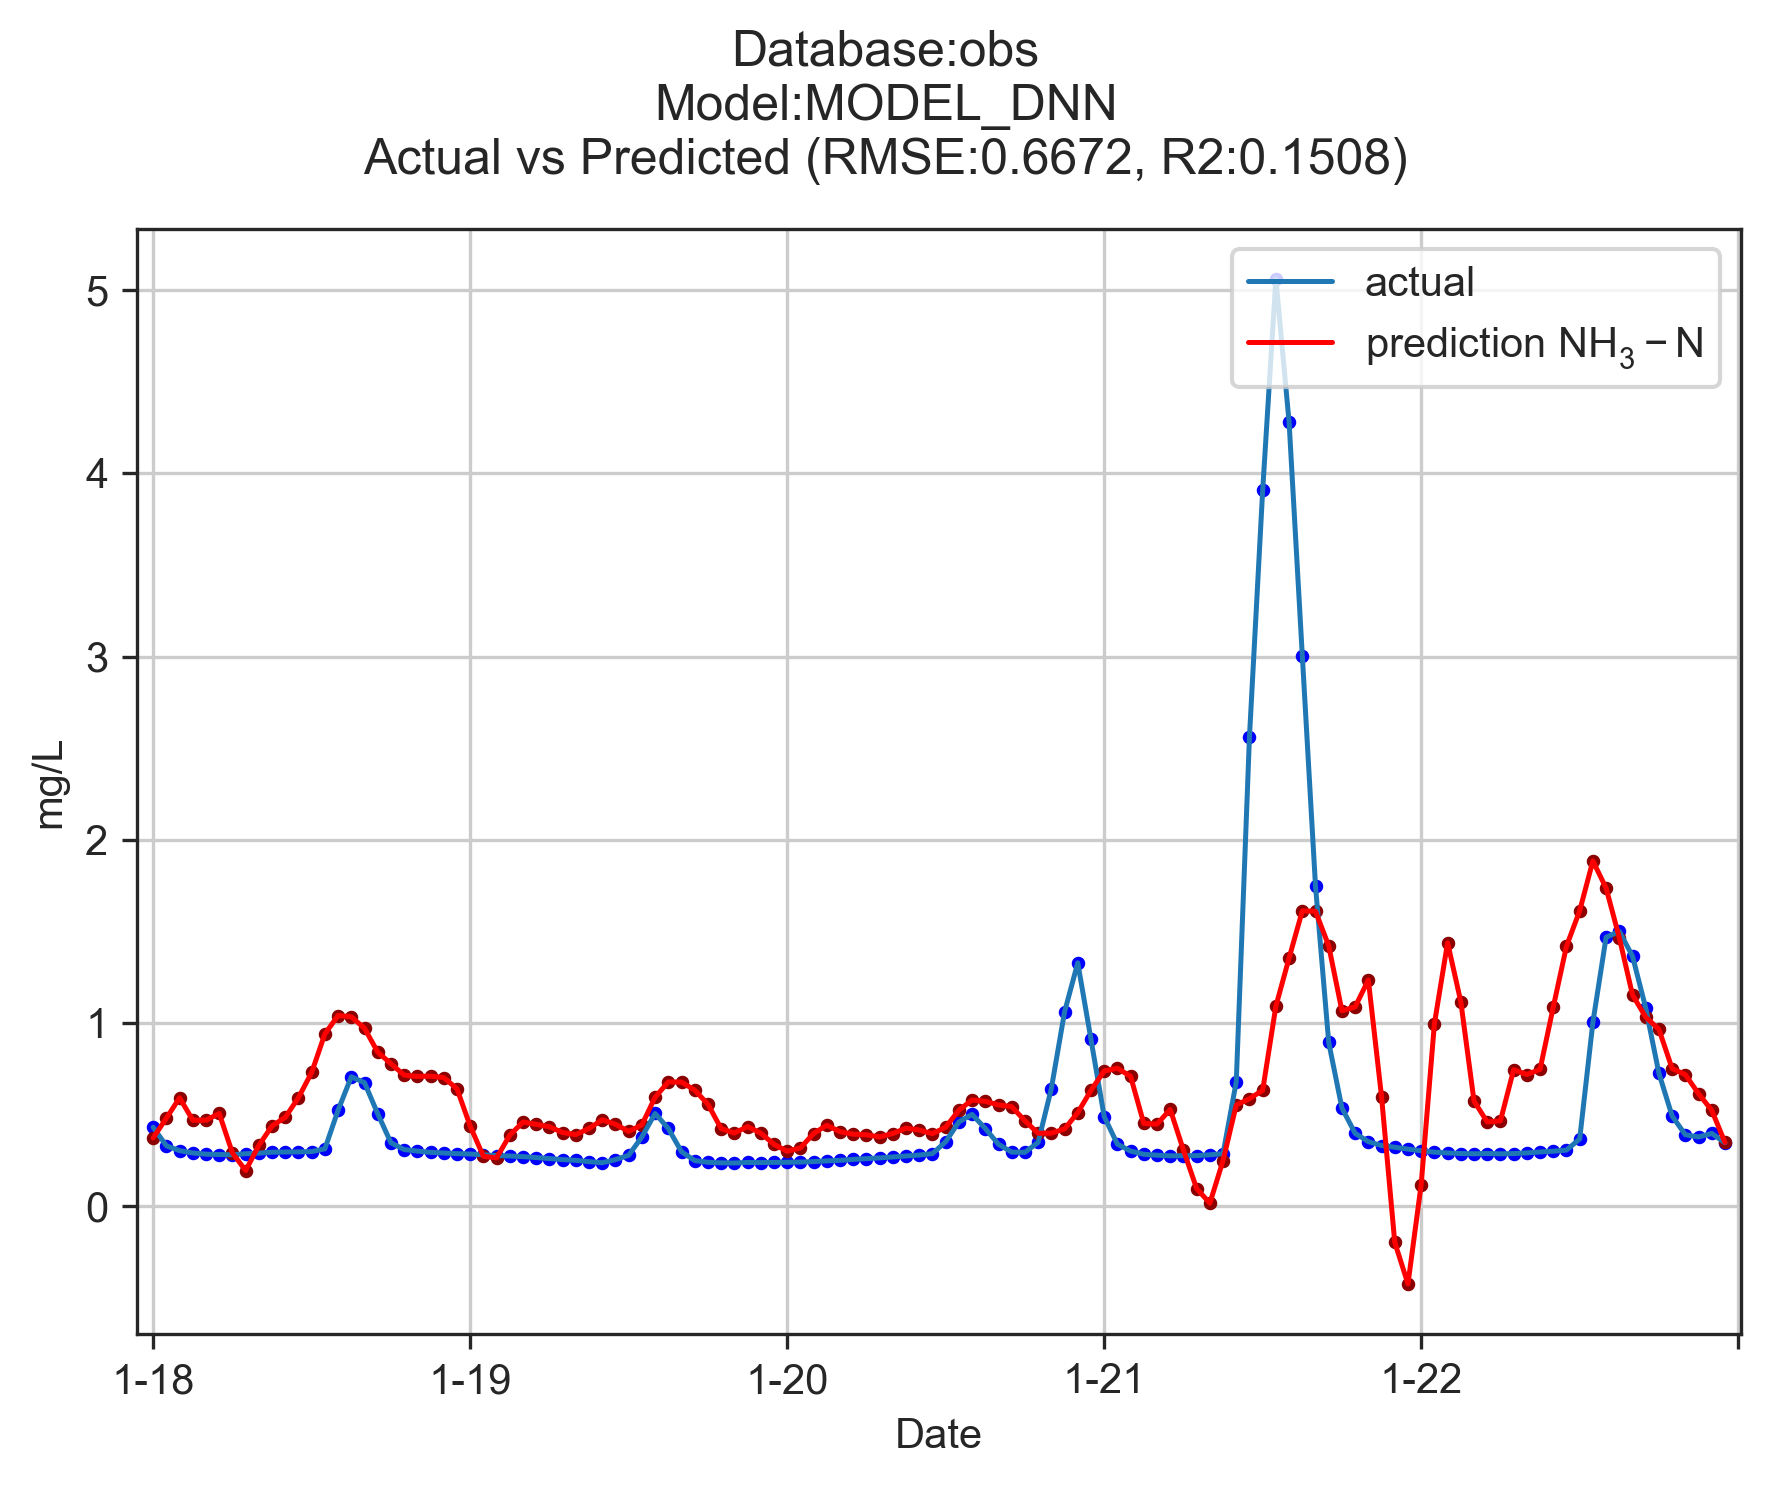 Database:obs
Model:MODEL_DNN
Actual vs Predicted (RMSE:0.6672, R2:0.1508)
actual
prediction NH₃ − N
5
4
3
2
1
0
mg/L
1-18 1-19 1-20 1-21 1-22
Date